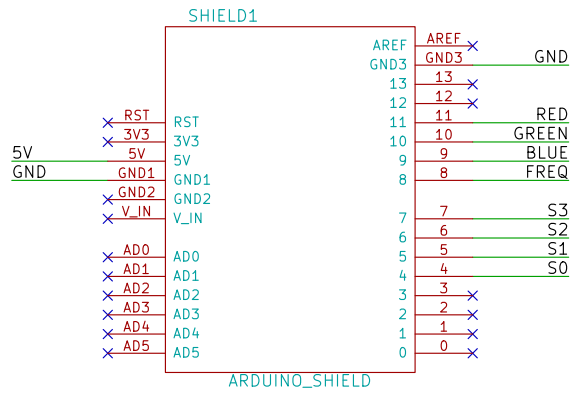 SHIELD1
AREF AREF
GND3 GND3 GND
13 13
12 12
RST RST 11 11 RED
3V3 3V3 10 10 GREEN
5V 5V 5V 9 9 BLUE
GND GND1 GND1 8 8 FREQ
GND2 GND2
V_IN V_IN 7 7 S3
6 6 S2
AD0 AD0 5 5 S1
AD1 AD1 4 4 S0
AD2 AD2 3 3
AD3 AD3 2 2
AD4 AD4 1 1
AD5 AD5 0 0
ARDUINO_SHIELD